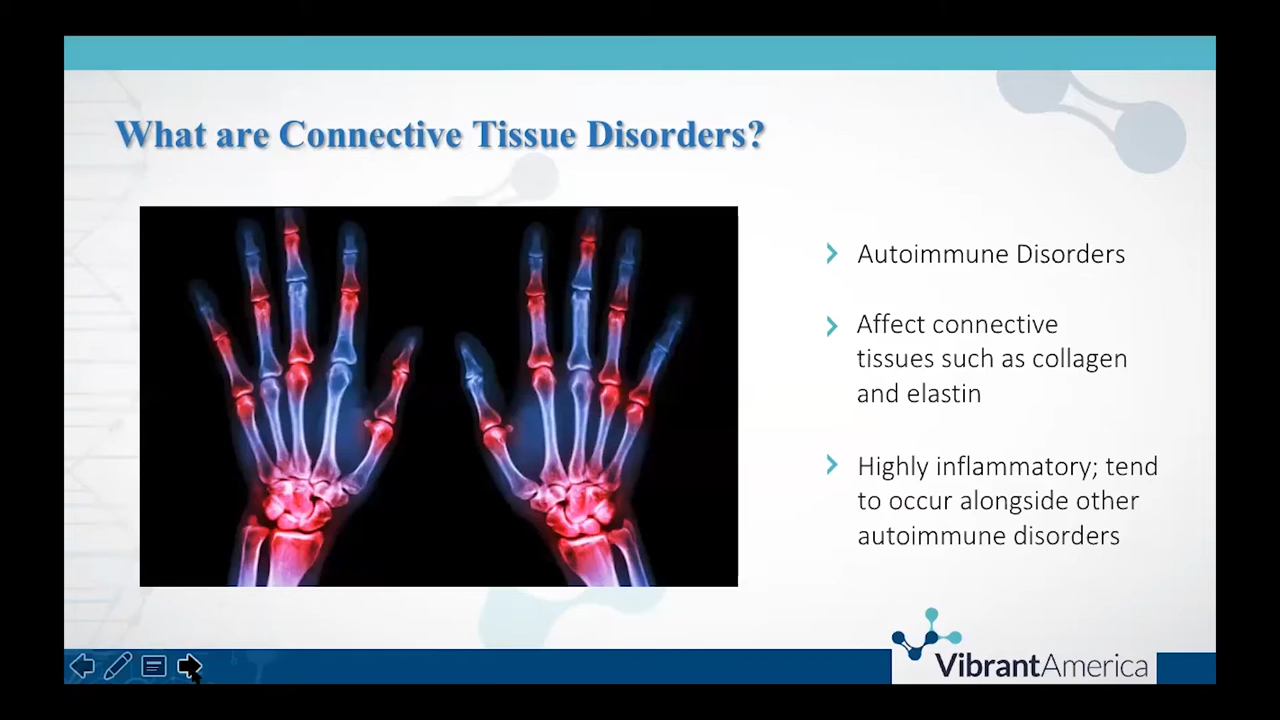 What are Connective Tissue Disorders?
Autoimmune Disorders
Affect connective
tissues such as collagen
and elastin
Highly inflammatory; tend
to occur alongside other
autoimmune disorders
VibrantAmerica